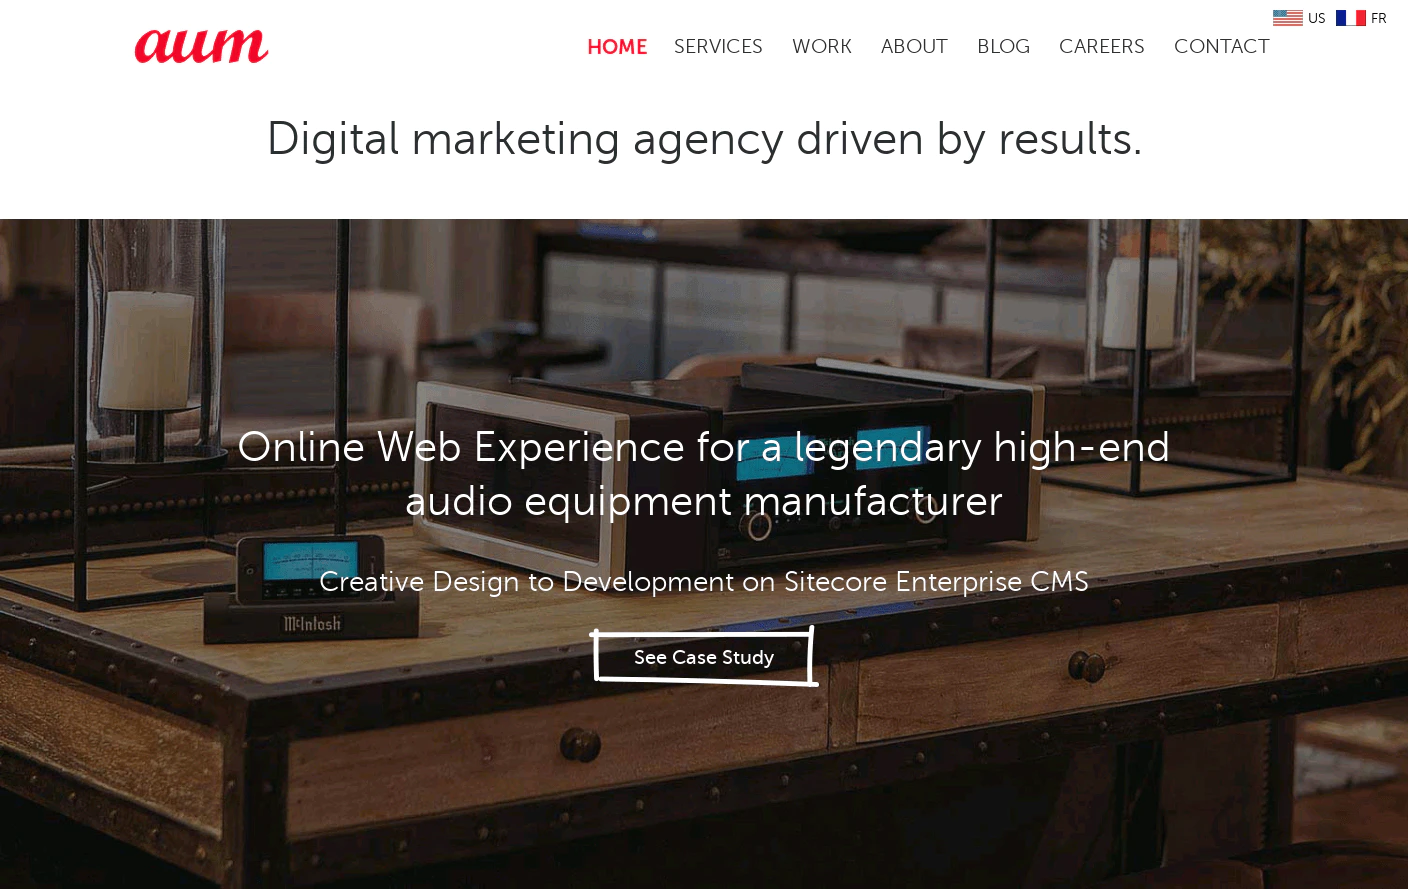 US FR
aum
HOME SERVICES WORK ABOUT BLOG CAREERS CONTACT
Digital marketing agency driven by results.
Online Web Experience for a legendary high-end
audio equipment manufacturer
Creative Design to Development on Sitecore Enterprise CMS
McIntosh
See Case Study